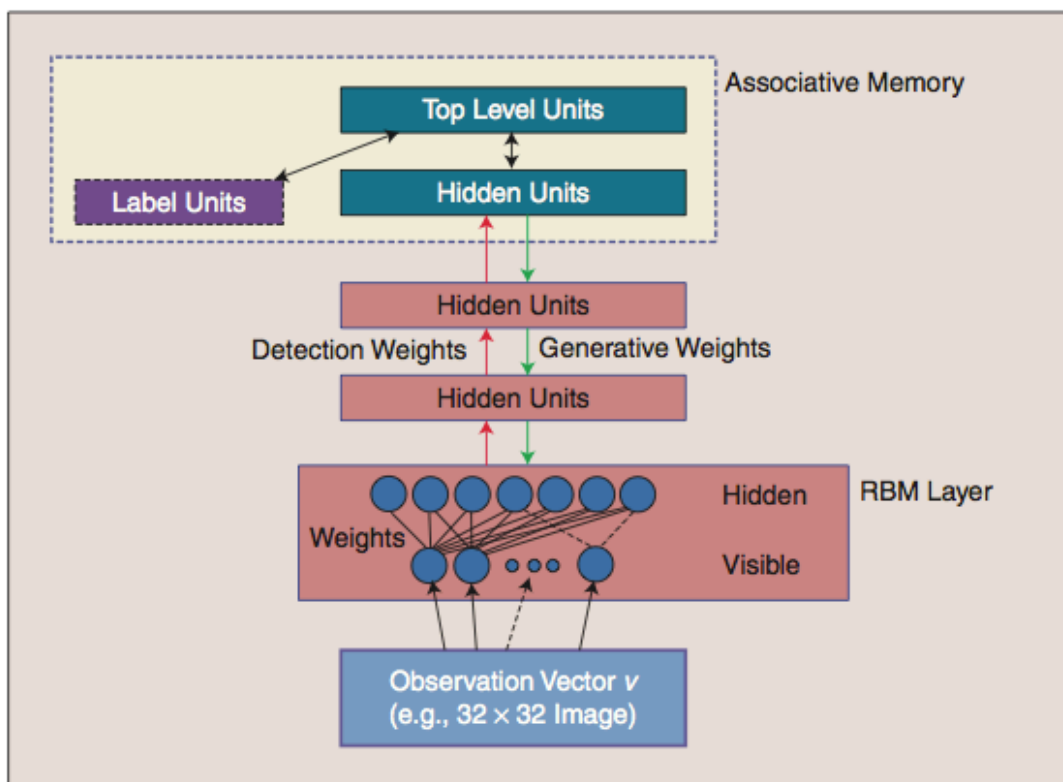 Associative Memory
Top Level Units
Label Units
Hidden Units
Hidden Units
Detection Weights
Generative Weights
Hidden Units
Hidden
RBM Layer
Weights
Visible
Observation Vector v
(e.g., 32 × 32 Image)